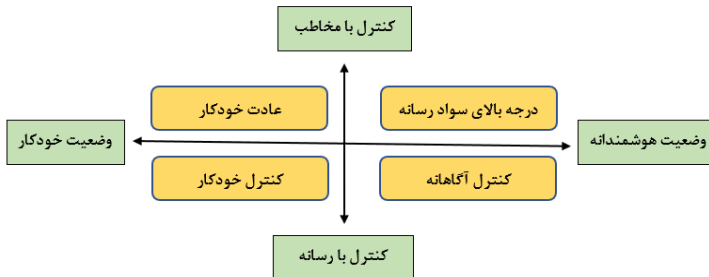 کنترل با مخاطب
درجه بالای سواد رسانه
عادت خودکار
وضعیت هوشمندانه
وضعیت خودکار
کنترل آگاهانه
کنترل خودکار
کنترل با رسانه